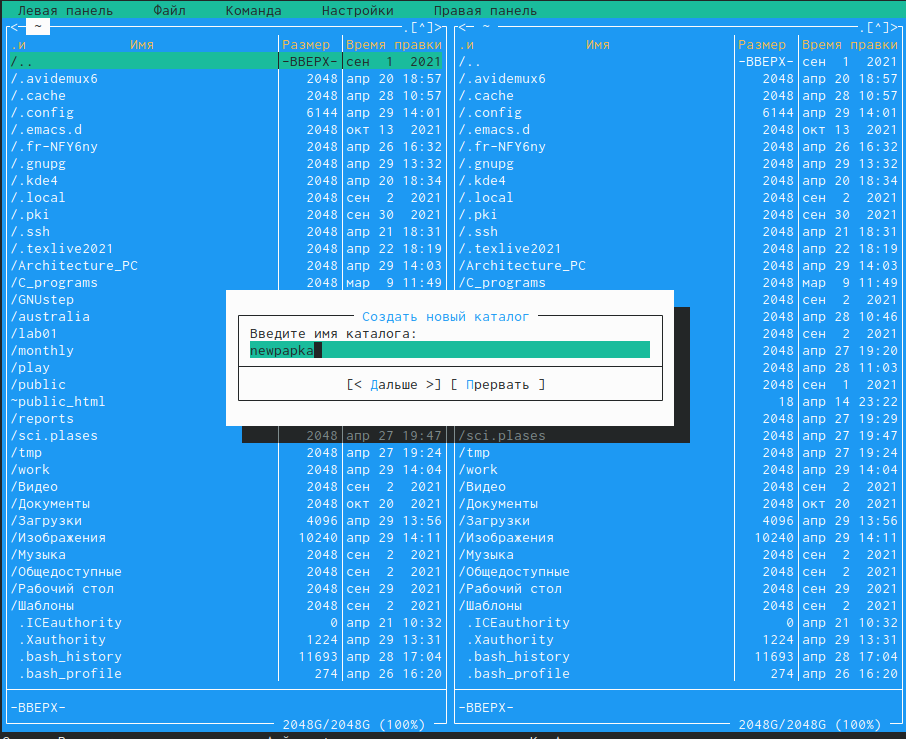 Левая панель Файл Команда Настройки Правая панель
<─ ~ ─.[^]> <─ ~ ─.[^]>
.и Имя Размер Время правки .и Имя Размер Время правки
/.. -ВВЕРХ- сен 1 2021 /.. -ВВЕРХ- сен 1 2021
/.avidemux6 2048 апр 20 18:57 /.avidemux6 2048 апр 20 18:57
/.cache 2048 апр 28 10:57 /.cache 2048 апр 28 10:57
/.config 6144 апр 29 14:01 /.config 6144 апр 29 14:01
/.emacs.d 2048 окт 13 2021 /.emacs.d 2048 окт 13 2021
/.fr-NFY6ny 2048 апр 26 16:32 /.fr-NFY6ny 2048 апр 26 16:32
/.gnupg 2048 апр 29 13:32 /.gnupg 2048 апр 29 13:32
/.kde4 2048 апр 20 18:34 /.kde4 2048 апр 20 18:34
/.local 2048 сен 2 2021 /.local 2048 сен 2 2021
/.pki 2048 сен 30 2021 /.pki 2048 сен 30 2021
/.ssh 2048 апр 21 18:31 /.ssh 2048 апр 21 18:31
/.texlive2021 2048 апр 22 18:19 /.texlive2021 2048 апр 22 18:19
/Architecture_PC 2048 апр 29 14:03 /Architecture_PC 2048 апр 29 14:03
/C_programs 2048 мар 9 11:49 /C_programs 2048 мар 9 11:49
/GNUstep 2048 сен 2 2021
/australia Создать новый каталог 2048 апр 28 10:46
/lab01 Введите имя каталога: 2048 сен 2 2021
/monthly newpapka 2048 апр 27 19:20
/play 2048 апр 28 11:03
/public [< Дальше >] [ Прервать ] 2048 сен 1 2021
~public_html 18 апр 14 23:22
/reports 2048 апр 27 19:29
/sci.plases 2048 апр 27 19:47 /sci.plases 2048 апр 27 19:47
/tmp 2048 апр 27 19:24 /tmp 2048 апр 27 19:24
/work 2048 апр 29 14:04 /work 2048 апр 29 14:04
/Видео 2048 сен 2 2021 /Видео 2048 сен 2 2021
/Документы 2048 окт 20 2021 /Документы 2048 окт 20 2021
/Загрузки 4096 апр 29 13:56 /Загрузки 4096 апр 29 13:56
/Изображения 10240 апр 29 14:11 /Изображения 10240 апр 29 14:11
/Музыка 2048 сен 2 2021 /Музыка 2048 сен 2 2021
/Общедоступные 2048 сен 2 2021 /Общедоступные 2048 сен 2 2021
/Рабочий стол 2048 сен 29 2021 /Рабочий стол 2048 сен 29 2021
/Шаблоны 2048 сен 2 2021 /Шаблоны 2048 сен 2 2021
.ICEauthority 0 апр 21 10:32 .ICEauthority 0 апр 21 10:32
.Xauthority 1224 апр 29 13:31 .Xauthority 1224 апр 29 13:31
.bash_history 11693 апр 28 17:04 .bash_history 11693 апр 28 17:04
.bash_profile 274 апр 26 16:20 .bash_profile 274 апр 26 16:20
-ВВЕРХ- -ВВЕРХ-
2048G/2048G (100%) 2048G/2048G (100%)